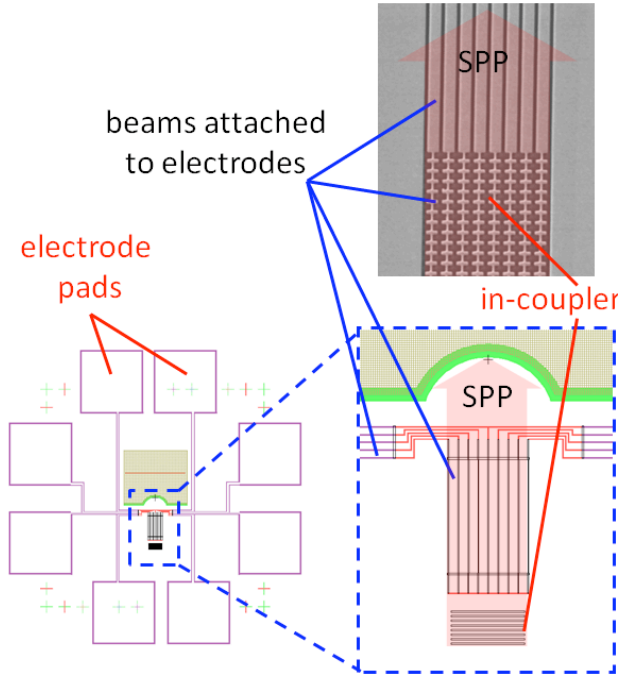 SPP
beams attached
to electrodes
electrode
pads
in-coupler
SPP